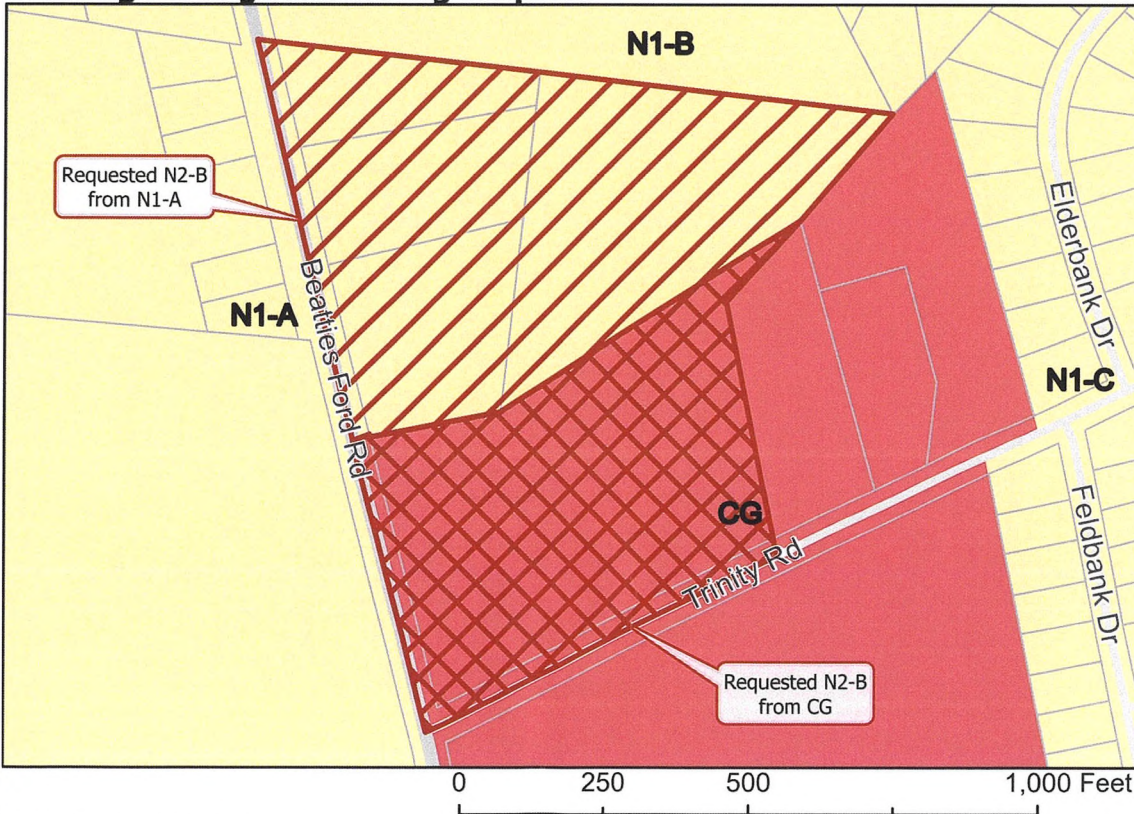 N1-B
Requested N2-B
from N1-A
Elderbank Dr
Beatties Ford Rd
N1-A
N1-C
CG
Trinity Rd
Feldbank Dr
Requested N2-B
from CG
0 250 500 1,000 Feet